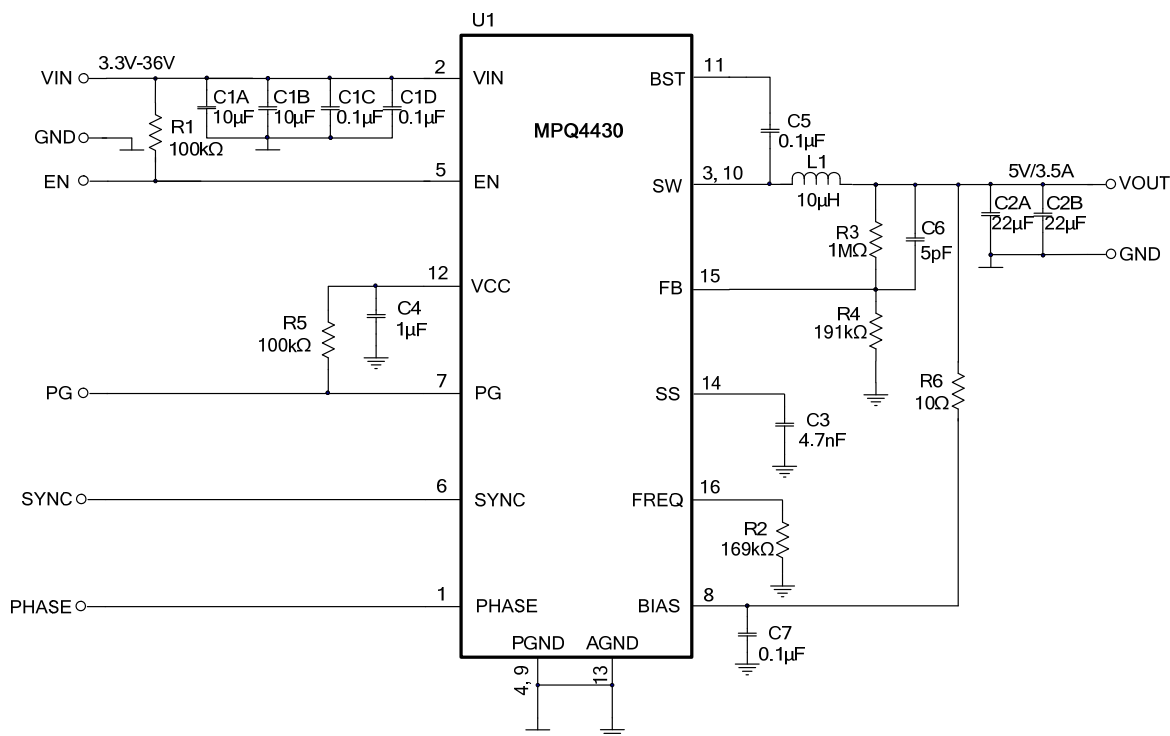 U1
MPQ4430
VIN
3.3V-36V
2
VIN
C1A
10µF
C1B
10µF
C1C
0.1µF
C1D
0.1µF
GND
R1
100kΩ
EN
5
EN
12
VCC
C4
1µF
R5
100kΩ
PG
7
PG
SYNC
6
SYNC
PHASE
1
PHASE
PGND
AGND
4, 9
13
BST
11
C5
0.1µF
SW
3, 10
L1
10µH
5V/3.5A
VOUT
C2A
22µF
C2B
22µF
GND
R3
1MΩ
C6
5pF
FB
15
R4
191kΩ
R6
10Ω
SS
14
C3
4.7nF
FREQ
16
R2
169kΩ
BIAS
8
C7
0.1µF